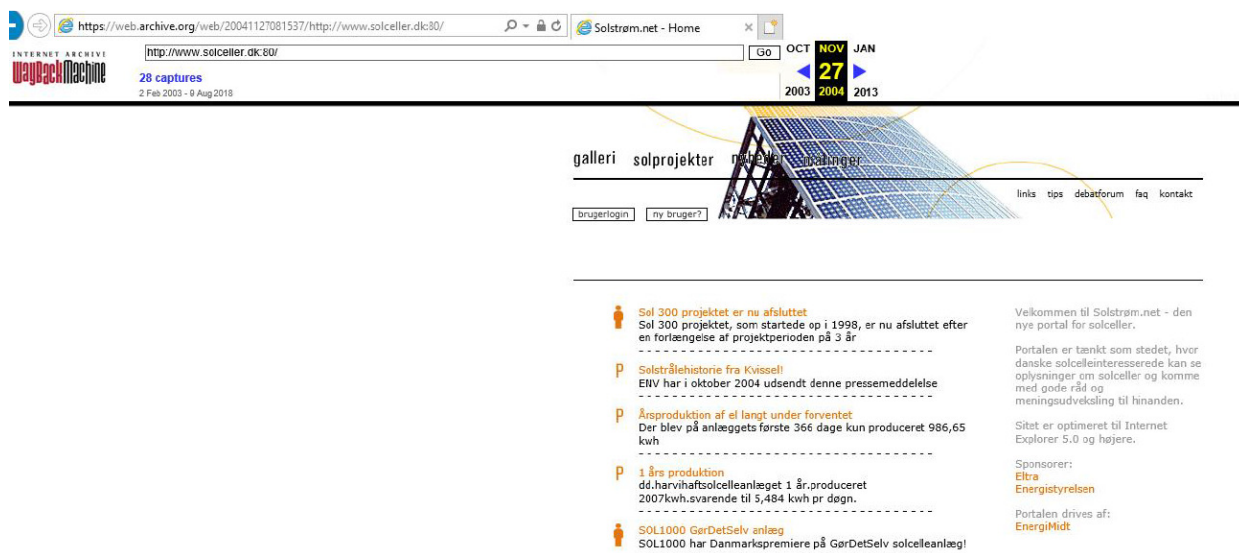 https://web.archive.org/web/20041127081537/http://www.solceller.dk:80/
Solstrøm.net - Home
INTERNET ARCHIVE
WayBackMachine
http://www.solceller.dk:80/
Go
OCT NOV JAN
28 captures
27
2 Feb 2003 - 9 Aug 2018
2003 2004 2013
galleri solprojekter nyheder målinger
links tips debatforum faq kontakt
brugerlogin ny bruger?
Sol 300 projektet er nu afsluttet
Sol 300 projektet, som startede op i 1998, er nu afsluttet efter
en forlængelse af projektperioden på 3 år
P Solstrålehistorie fra Kvissel!
ENV har i oktober 2004 udsendt denne pressemeddelelse
P Årsproduktion af el langt under forventet
Der blev på anlæggets første 366 dage kun produceret 986,65
kwh
P 1 års produktion
dd.harvihaftsolcelleanlæget 1 år.produceret
2007kwh.svarende til 5,484 kwh pr døgn.
SOL1000 GørDetSelv anlæg
SOL1000 har Danmarkspremiere på GørDetSelv solcelleanlæg!
Velkommen til Solstrøm.net - den
nye portal for solceller.
Portalen er tænkt som stedet, hvor
danske solcelleinteresserede kan se
oplysninger om solceller og komme
med gode råd og
meningsudveksling til hinanden.
Sitet er optimeret til Internet
Explorer 5.0 og højere.
Sponsorer:
Eltra
Energistyrelsen
Portalen drives af:
EnergiMidt